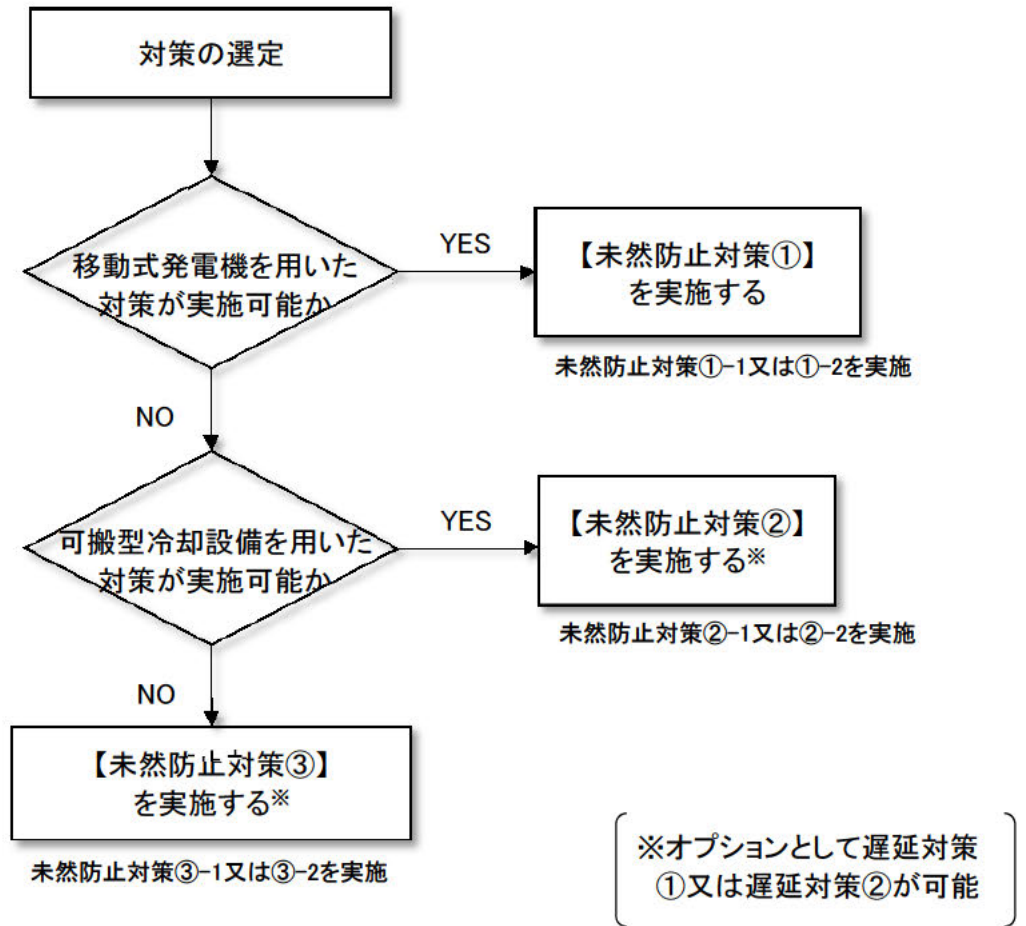 対策の選定
移動式発電機を用いた
対策が実施可能か
YES
【未然防止対策①】
を実施する
未然防止対策①-1又は①-2を実施
NO
可搬型冷却設備を用いた
対策が実施可能か
YES
【未然防止対策②】
を実施する※
未然防止対策②-1又は②-2を実施
NO
【未然防止対策③】
を実施する※
未然防止対策③-1又は③-2を実施
※オプションとして遅延対策
①又は遅延対策②が可能